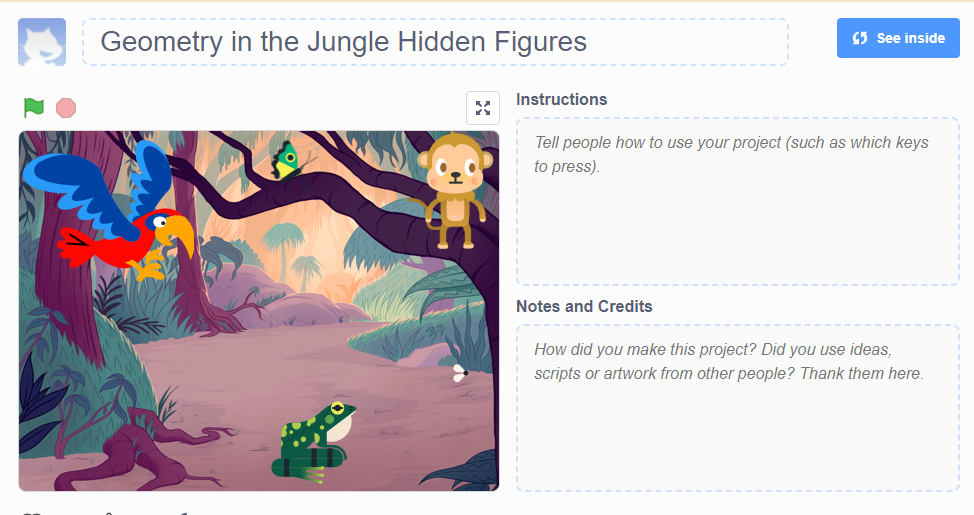 Geometry in the Jungle Hidden Figures
See inside
Instructions
Tell people how to use your project (such as which keys
to press).
Notes and Credits
How did you make this project? Did you use ideas,
scripts or artwork from other people? Thank them here.